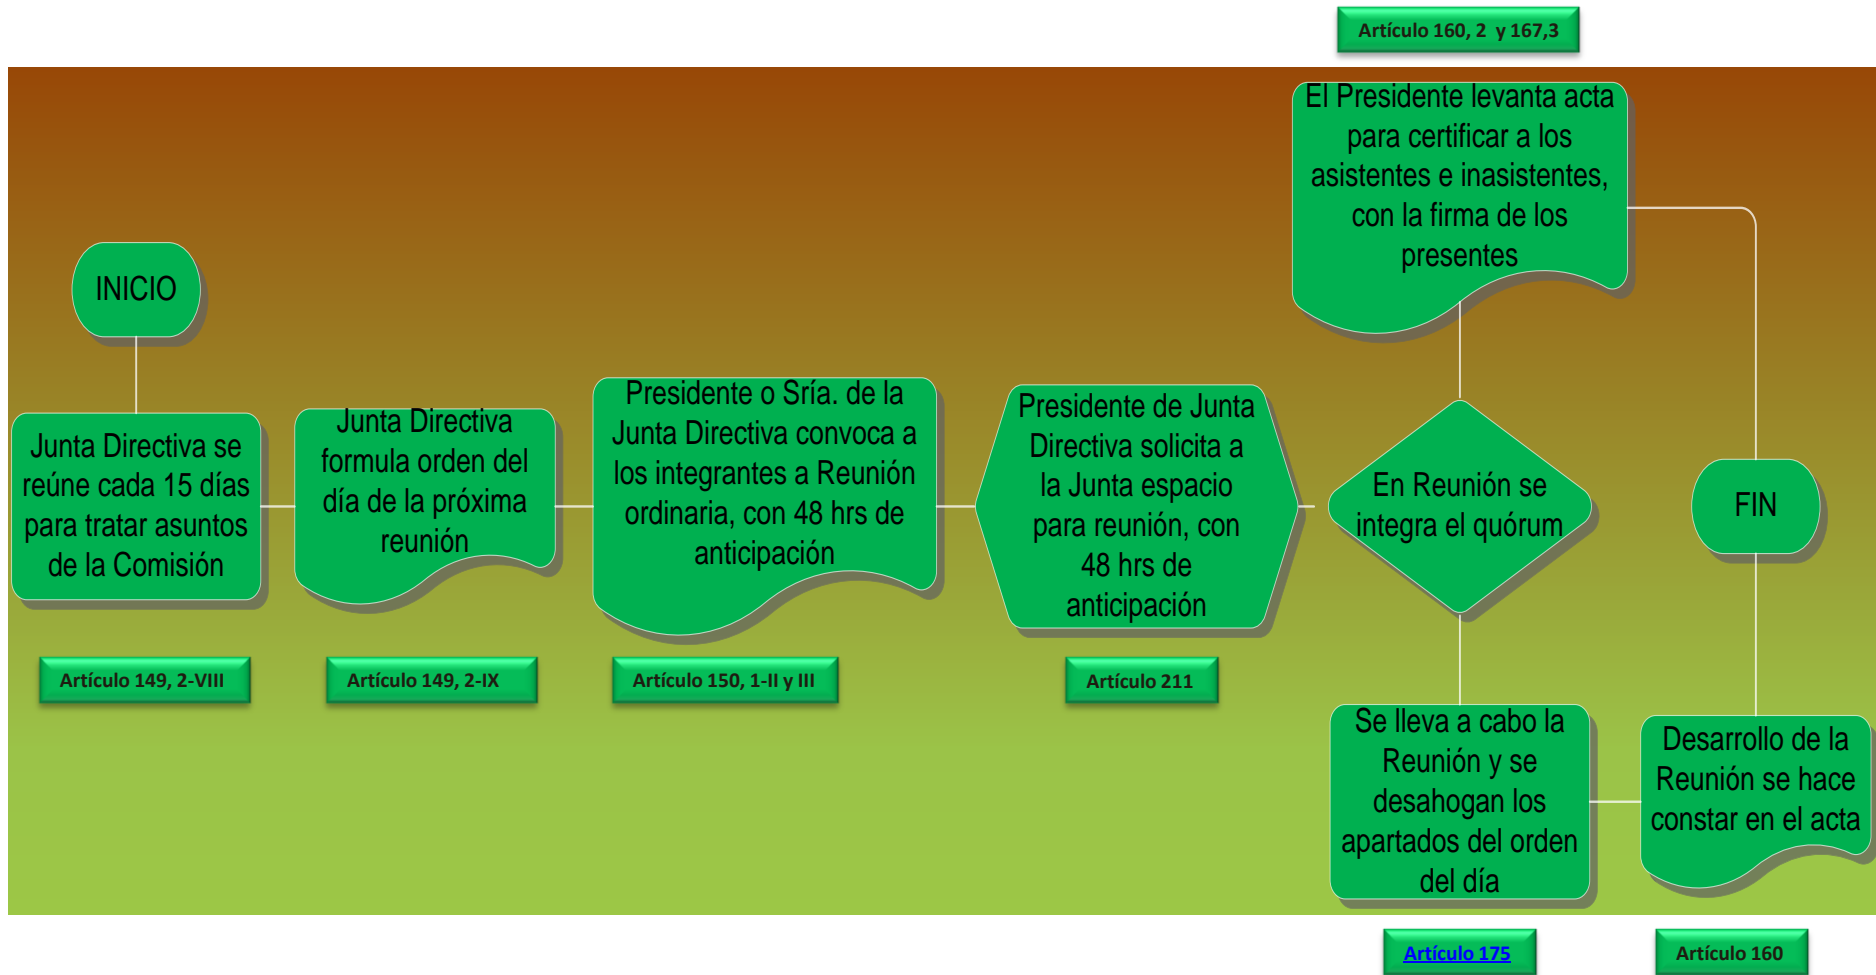 Artículo 160, 2  y 167,3
El Presidente levanta acta
para certificar a los
asistentes e inasistentes,
con la firma de los
presentes
INICIO
Junta Directiva se
reúne cada 15 días
para tratar asuntos
de la Comisión
Junta Directiva
formula orden del
día de la próxima
reunión
Presidente o Sría. de la
Junta Directiva convoca a
los integrantes a Reunión
ordinaria, con 48 hrs de
anticipación
Presidente de Junta
Directiva solicita a
la Junta espacio
para reunión, con
48 hrs de
anticipación
En Reunión se
integra el quórum
FIN
Artículo 149, 2-VIII
Artículo 149, 2-IX
Artículo 150, 1-II y III
Artículo 211
Se lleva a cabo la
Reunión y se
desahogan los
apartados del orden
del día
Desarrollo de la
Reunión se hace
constar en el acta
Artículo 175
Artículo 160